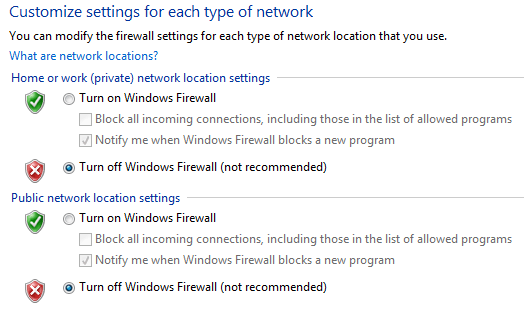 Customize settings for each type of network
You can modify the firewall settings for each type of network location that you use.
What are network locations?
Home or work (private) network location settings
Turn on Windows Firewall
Block all incoming connections, including those in the list of allowed programs
Notify me when Windows Firewall blocks a new program
Turn off Windows Firewall (not recommended)
Public network location settings
Turn on Windows Firewall
Block all incoming connections, including those in the list of allowed programs
Notify me when Windows Firewall blocks a new program
Turn off Windows Firewall (not recommended)